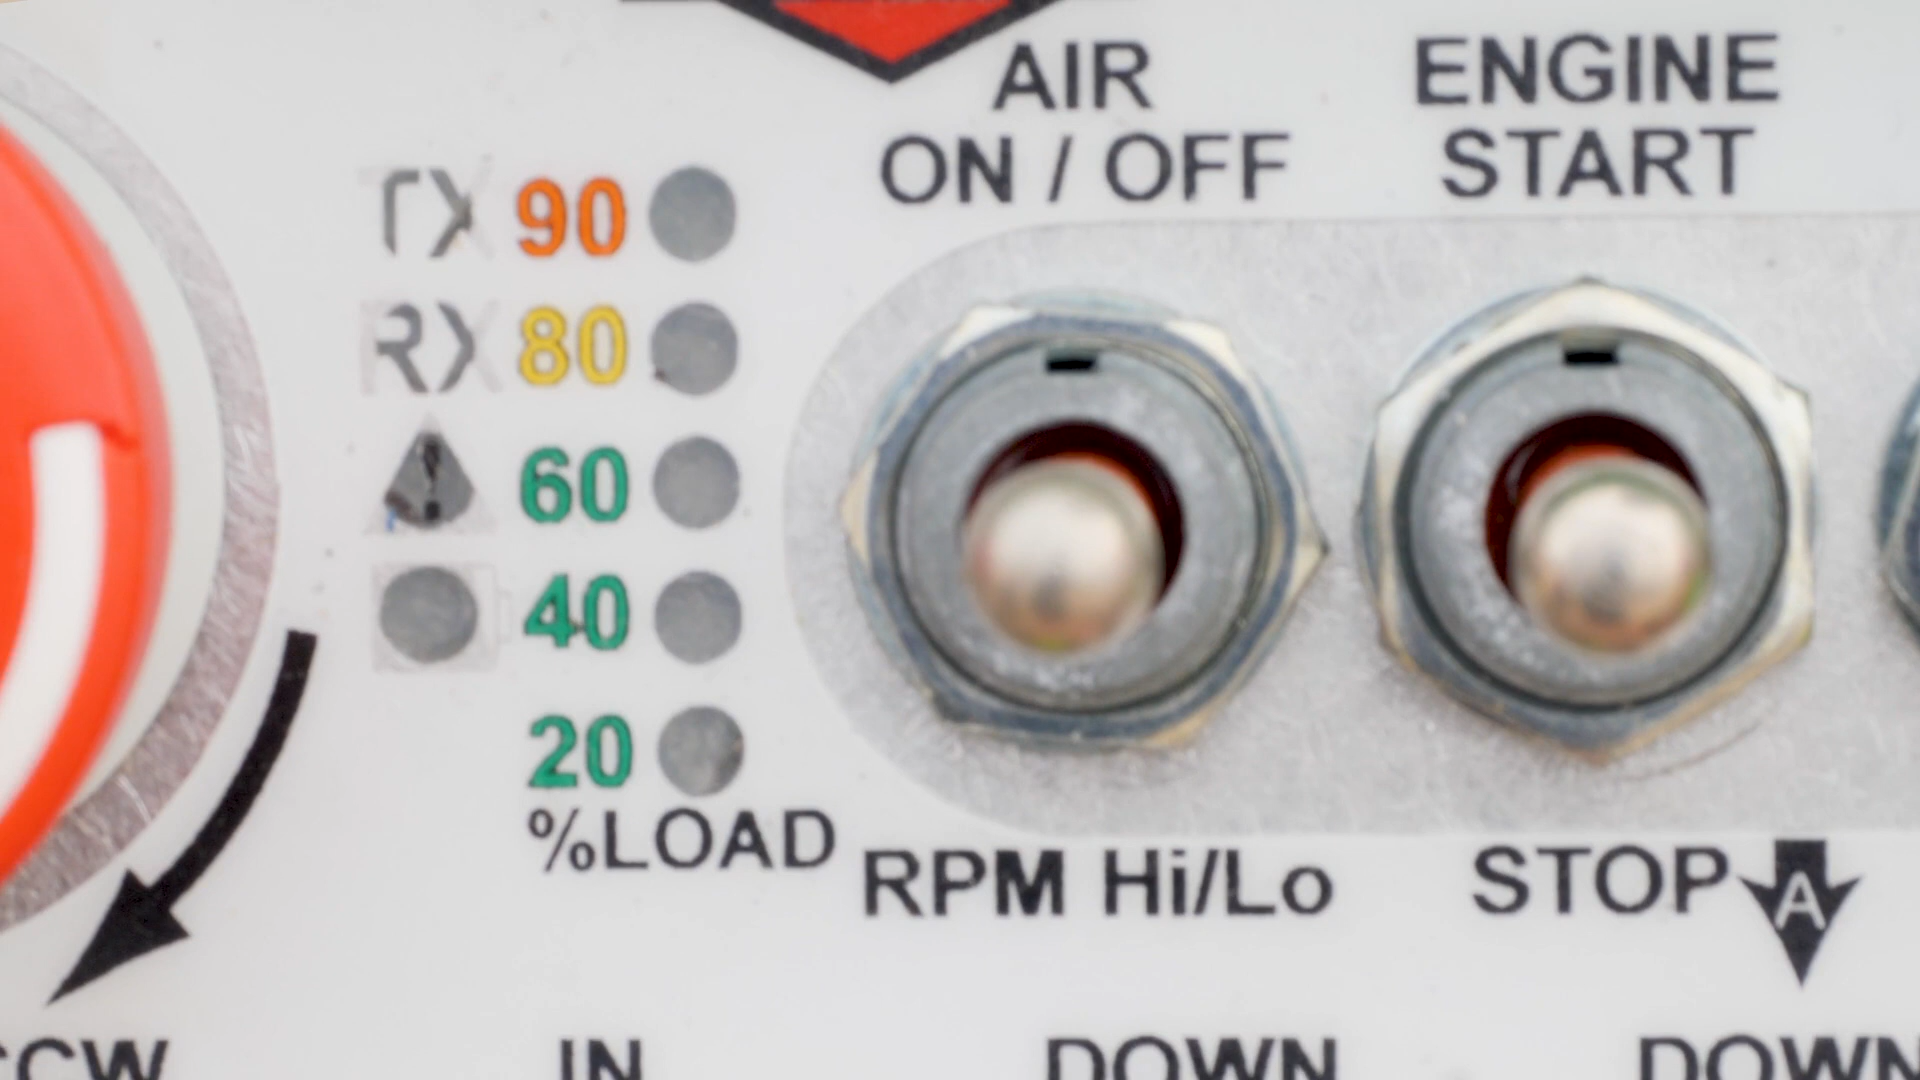 AIR
ON / OFF
ENGINE
START
TX 90
RX 80
60
40
20
%LOAD
RPM Hi/Lo
STOP A
CCW
IN
DOWN
DOWN